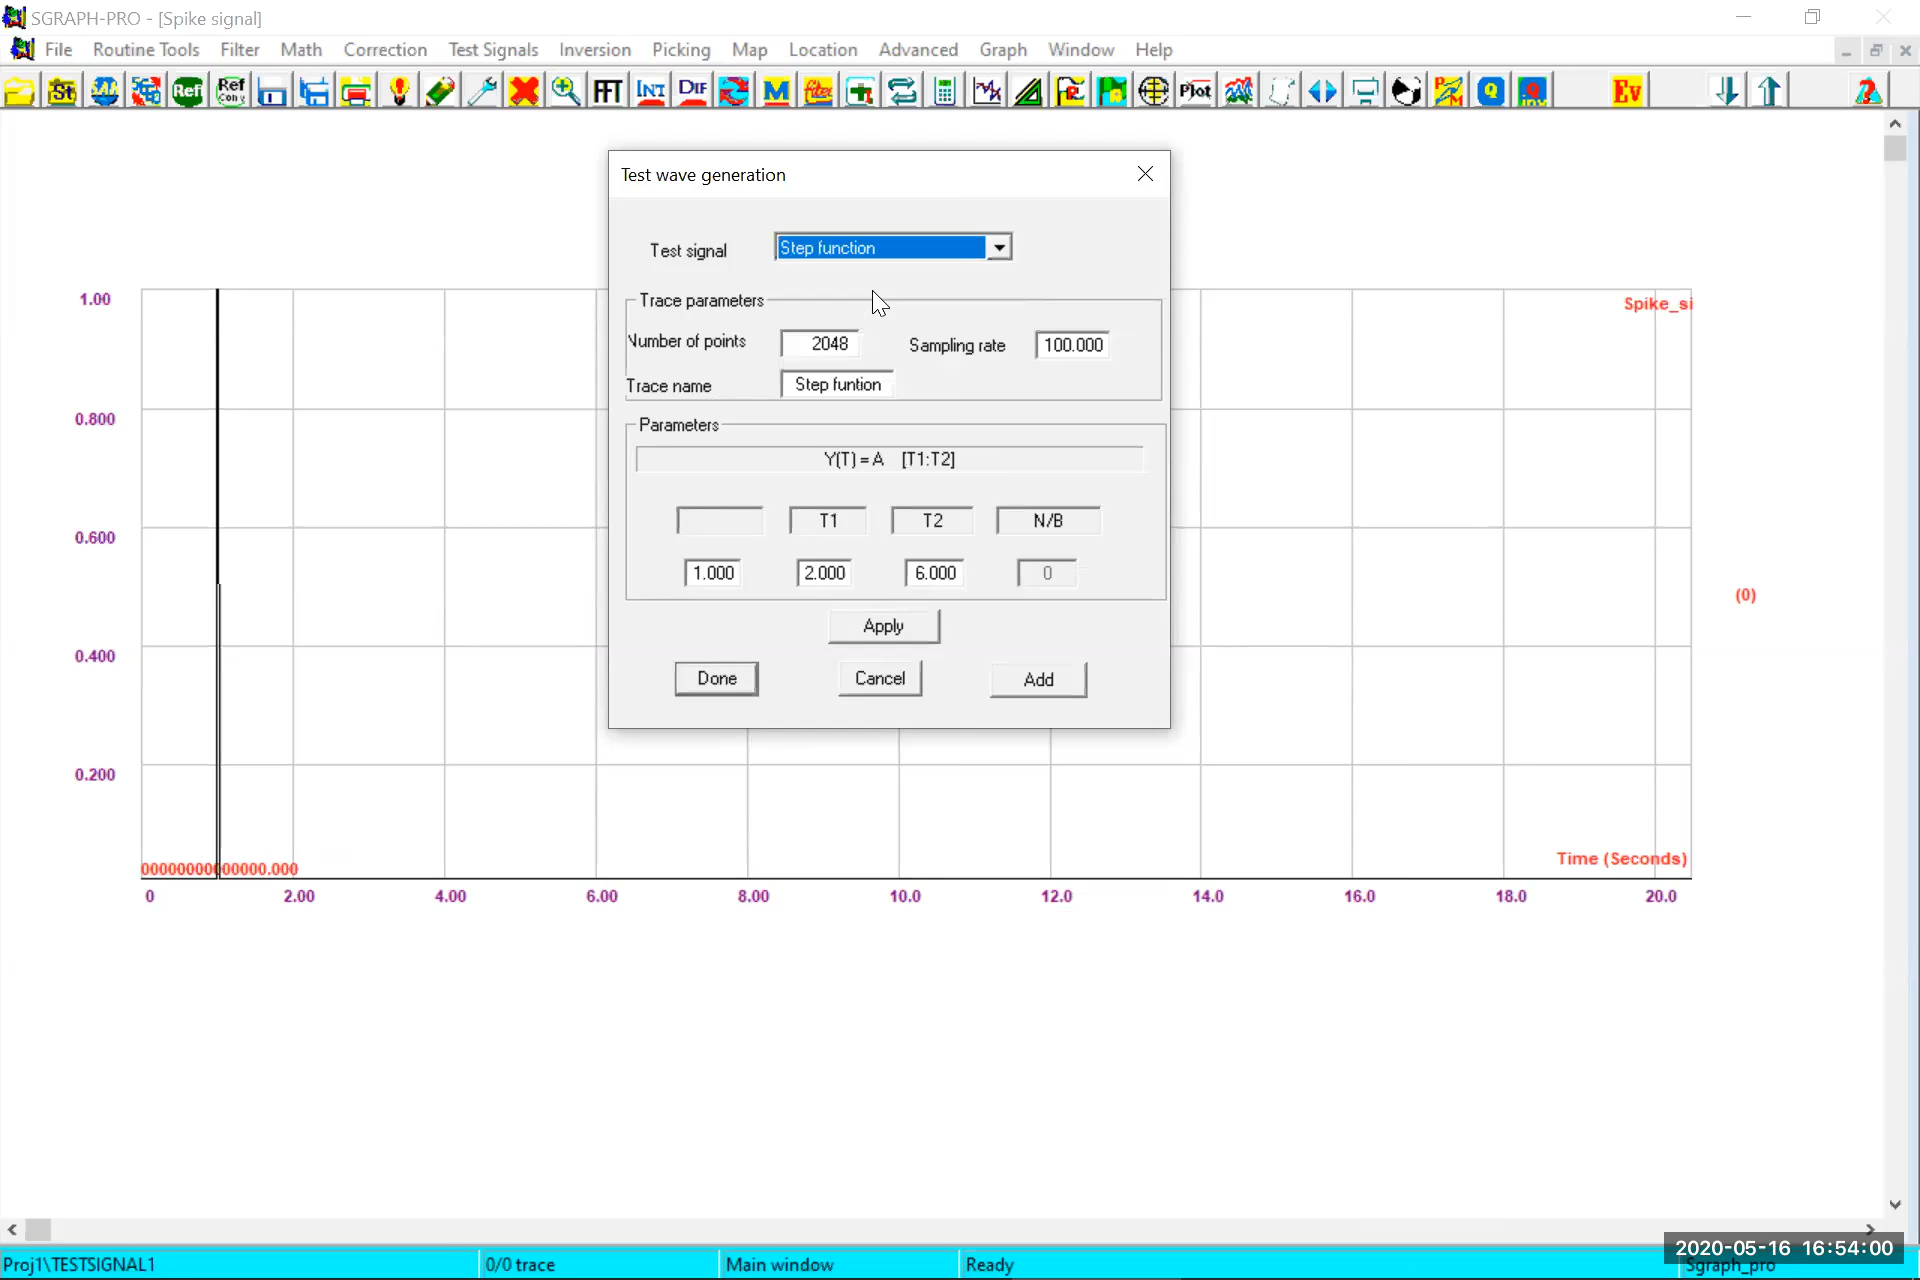 SGRAPH-PRO - [Spike signal]
File Routine Tools Filter Math Correction Test Signals Inversion Picking Map Location Advanced Graph Window Help
St Ref Ref FFT INT DIF M Plot Q Ev
Test wave generation
Test signal Step function
Trace parameters
Number of points 2048 Sampling rate 100.000
Trace name Step funtion
Parameters
Y(T) = A [T1:T2]
T1 T2 N/B
1.000 2.000 6.000 0
Apply
Done Cancel Add
1.00
0.800
0.600
0.400
0.200
Spike_si
(0)
00000000000000.000
Time (Seconds)
0 2.00 4.00 6.00 8.00 10.0 12.0 14.0 16.0 18.0 20.0
2020-05-16 16:54:00
Proj1\TESTSIGNAL1 0/0 trace Main window Ready Sgraph_pro